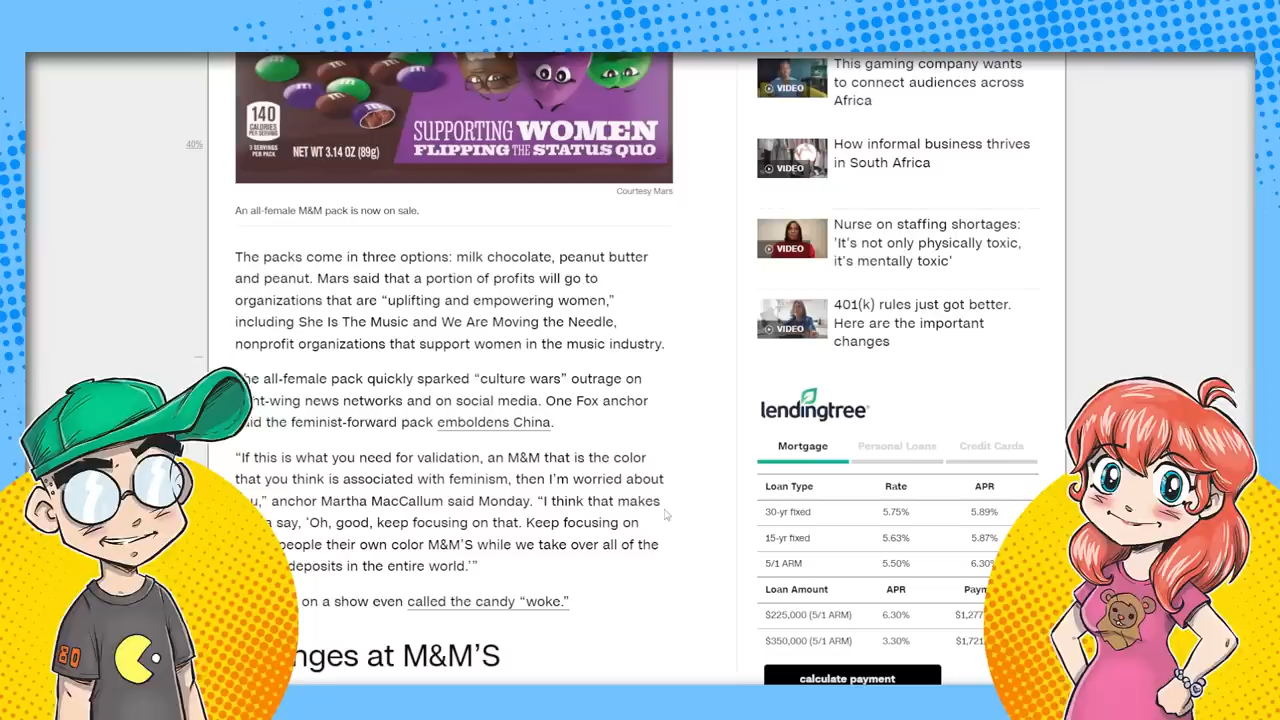 140
CALORIES
PER SERVING
3 SERVINGS
PER PACK
NET WT 3.14 OZ (89g)
SUPPORTING WOMEN
FLIPPING THE STATUS QUO
Courtesy Mars
An all-female M&M pack is now on sale.
40%
The packs come in three options: milk chocolate, peanut butter
and peanut. Mars said that a portion of profits will go to
organizations that are “uplifting and empowering women,”
including She Is The Music and We Are Moving the Needle,
nonprofit organizations that support women in the music industry.
he all-female pack quickly sparked “culture wars” outrage on
ht-wing news networks and on social media. One Fox anchor
id the feminist-forward pack emboldens China.
“If this is what you need for validation, an M&M that is the color
that you think is associated with feminism, then I’m worried about
u,” anchor Martha MacCallum said Monday. “I think that makes
a say, ‘Oh, good, keep focusing on that. Keep focusing on
people their own color M&M’S while we take over all of the
deposits in the entire world.’”
on a show even called the candy “woke.”
nges at M&M’S
This gaming company wants
to connect audiences across
Africa
VIDEO
How informal business thrives
in South Africa
VIDEO
Nurse on staffing shortages:
'It's not only physically toxic,
it's mentally toxic'
VIDEO
401(k) rules just got better.
Here are the important
changes
VIDEO
lendingtree
Mortgage Personal Loans Credit Cards
Loan Type Rate APR
30-yr fixed 5.75% 5.89%
15-yr fixed 5.63% 5.87%
5/1 ARM 5.50% 6.30%
Loan Amount APR Paym
$225,000 (5/1 ARM) 6.30% $1,277
$350,000 (5/1 ARM) 3.30% $1,721
calculate payment
80